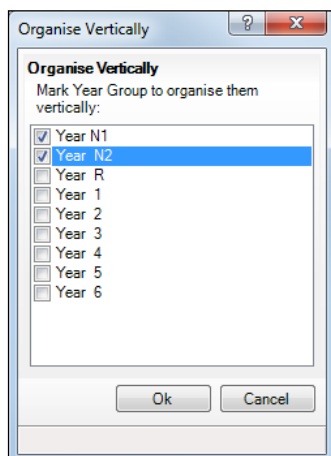 Organise Vertically
?
X
Organise Vertically
Mark Year Group to organise them
vertically:
Year N1
Year N2
Year R
Year 1
Year 2
Year 3
Year 4
Year 5
Year 6
Ok
Cancel